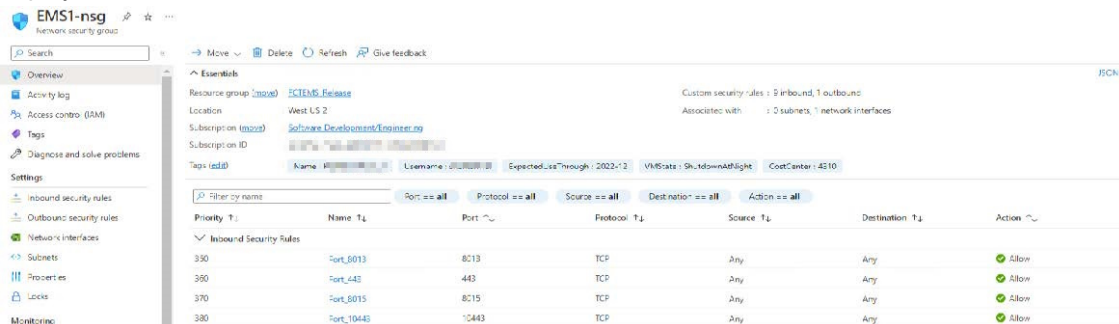 EMS1-nsg
Network security group
Search
Move Delete Refresh Give feedback
Overview
Activity log
Access control (IAM)
Tags
Diagnose and solve problems
Settings
Inbound security rules
Outbound security rules
Network interfaces
Subnets
Properties
Locks
Monitoring
Essentials
JSON
Resource group (move) FCTEMS_Release
Custom security rules : 9 inbound, 1 outbound
Location West US 2
Associated with : 0 subnets, 1 network interfaces
Subscription (move) Software Development/Engineering
Subscription ID
Tags (edit) Name : Username : ExpectedUseThrough : 2022-12 VMState : ShutdownAtNight CostCenter : 4310
Filter by name Port == all Protocol == all Source == all Destination == all Action == all
Priority Name Port Protocol Source Destination Action
Inbound Security Rules
350 Port_8013 8013 TCP Any Any Allow
360 Port_443 443 TCP Any Any Allow
370 Port_8015 8015 TCP Any Any Allow
380 Port_10443 10443 TCP Any Any Allow